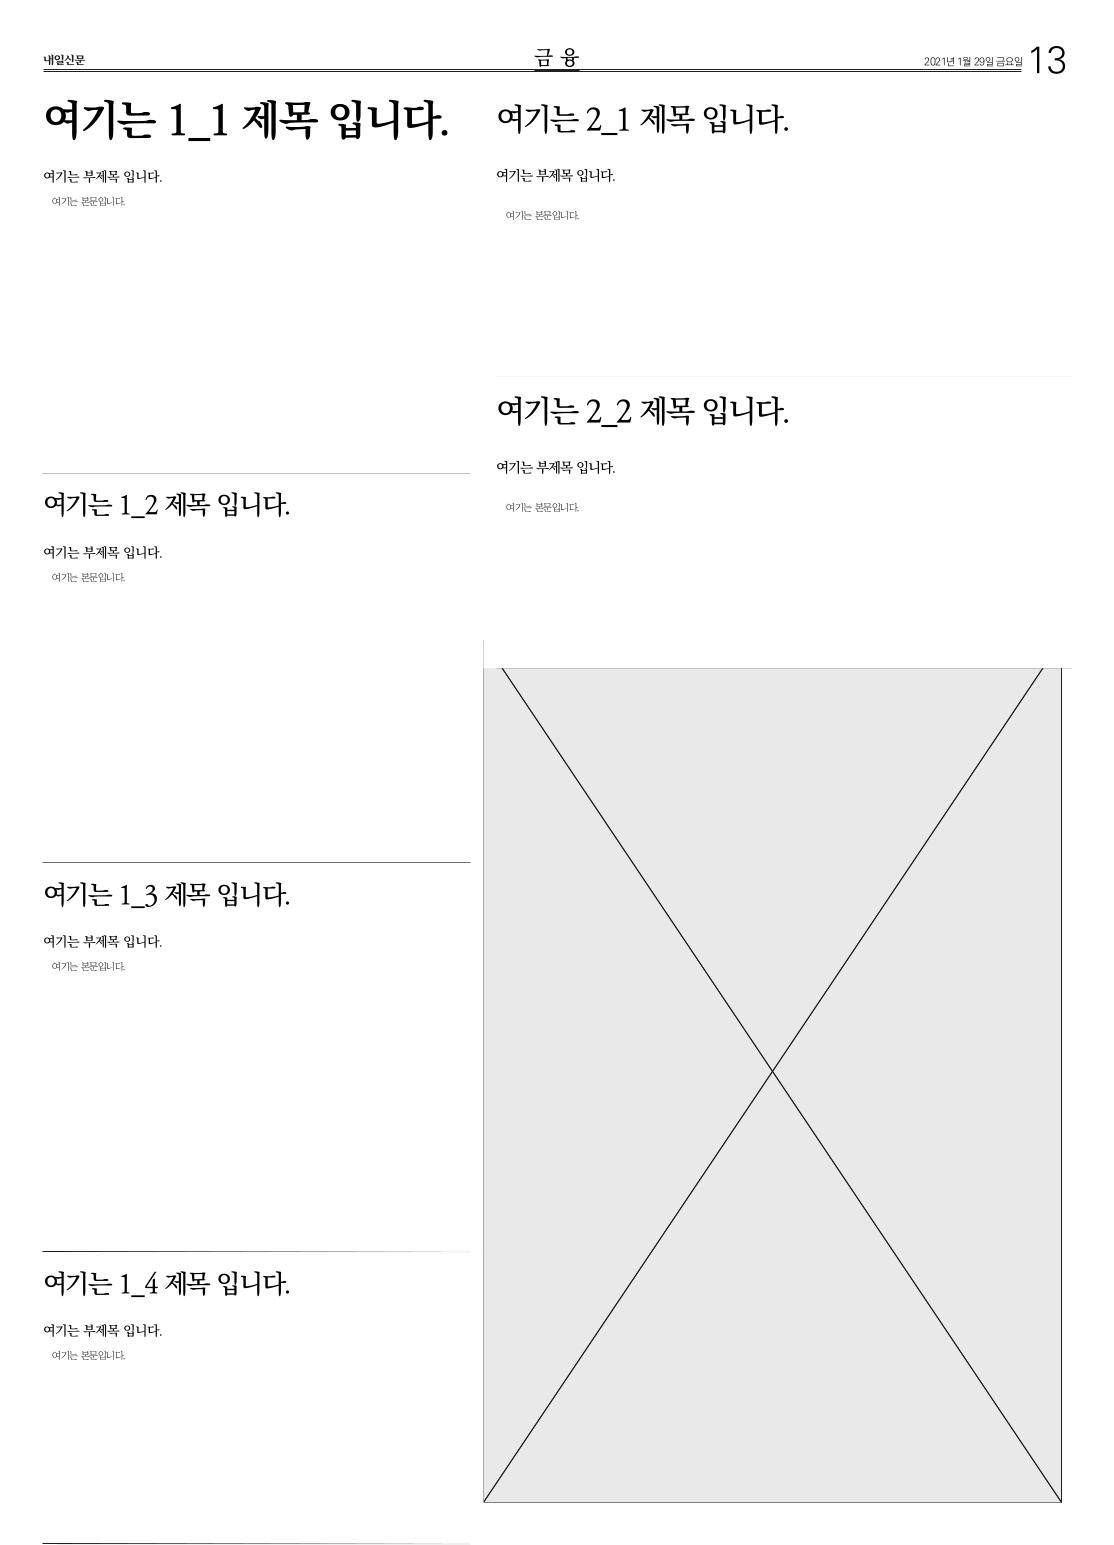 내일신문
금 융
2021년 1월 29일 금요일 13
여기는 1_1 제목 입니다.
여기는 부제목 입니다.
여기는 본문입니다.
여기는 1_2 제목 입니다.
여기는 부제목 입니다.
여기는 본문입니다.
여기는 1_3 제목 입니다.
여기는 부제목 입니다.
여기는 본문입니다.
여기는 1_4 제목 입니다.
여기는 부제목 입니다.
여기는 본문입니다.
여기는 2_1 제목 입니다.
여기는 부제목 입니다.
여기는 본문입니다.
여기는 2_2 제목 입니다.
여기는 부제목 입니다.
여기는 본문입니다.